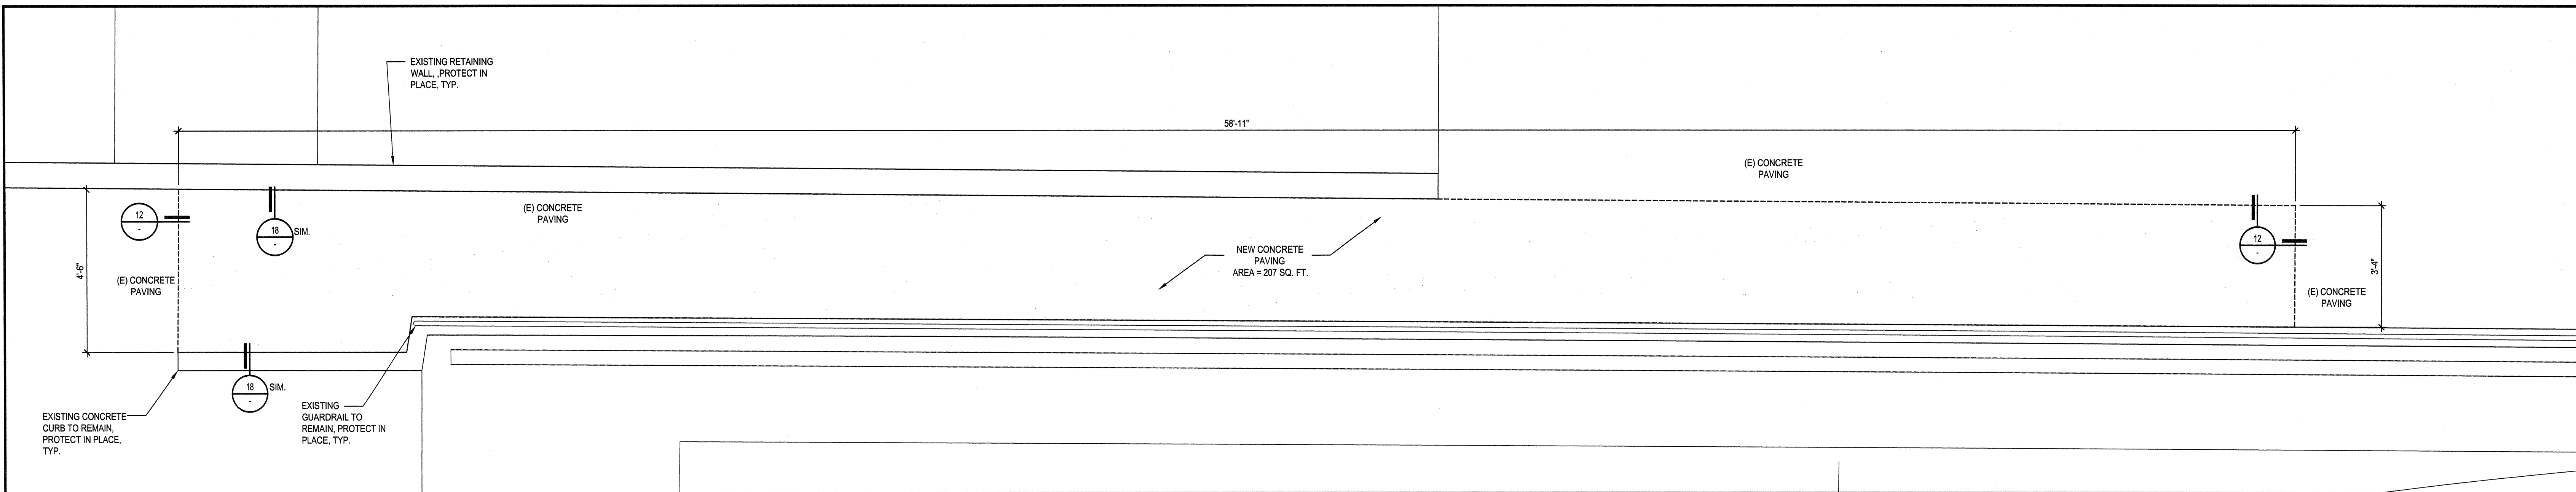 EXISTING RETAINING
WALL, ,PROTECT IN
PLACE, TYP.
58'-11"
(E) CONCRETE
PAVING
(E) CONCRETE
PAVING
12
-
18
-
SIM.
4'-6"
(E) CONCRETE
PAVING
NEW CONCRETE
PAVING
AREA = 207 SQ. FT.
12
-
3'-4"
(E) CONCRETE
PAVING
18
-
SIM.
EXISTING CONCRETE
CURB TO REMAIN,
PROTECT IN PLACE,
TYP.
EXISTING
GUARDRAIL TO
REMAIN, PROTECT IN
PLACE, TYP.